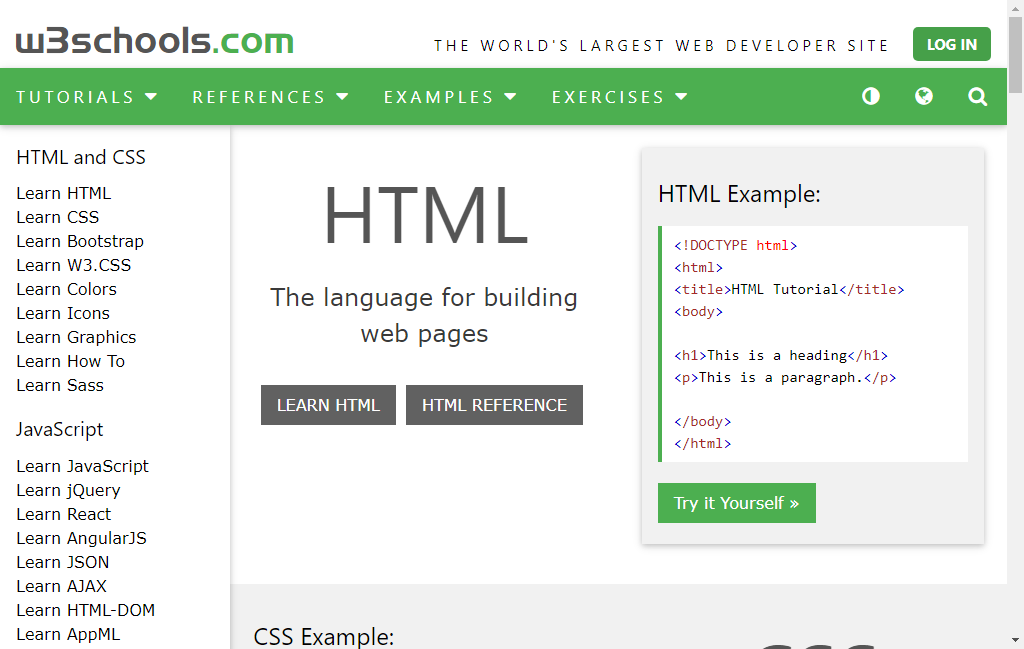 w3schools.com
THE WORLD'S LARGEST WEB DEVELOPER SITE
LOG IN
TUTORIALS
REFERENCES
EXAMPLES
EXERCISES
HTML and CSS
Learn HTML
Learn CSS
Learn Bootstrap
Learn W3.CSS
Learn Colors
Learn Icons
Learn Graphics
Learn How To
Learn Sass
JavaScript
Learn JavaScript
Learn jQuery
Learn React
Learn AngularJS
Learn JSON
Learn AJAX
Learn HTML-DOM
Learn AppML
HTML
The language for building
web pages
LEARN HTML
HTML REFERENCE
HTML Example:
<!DOCTYPE html>
<html>
<title>HTML Tutorial</title>
<body>
<h1>This is a heading</h1>
<p>This is a paragraph.</p>
</body>
</html>
Try it Yourself »
CSS Example: